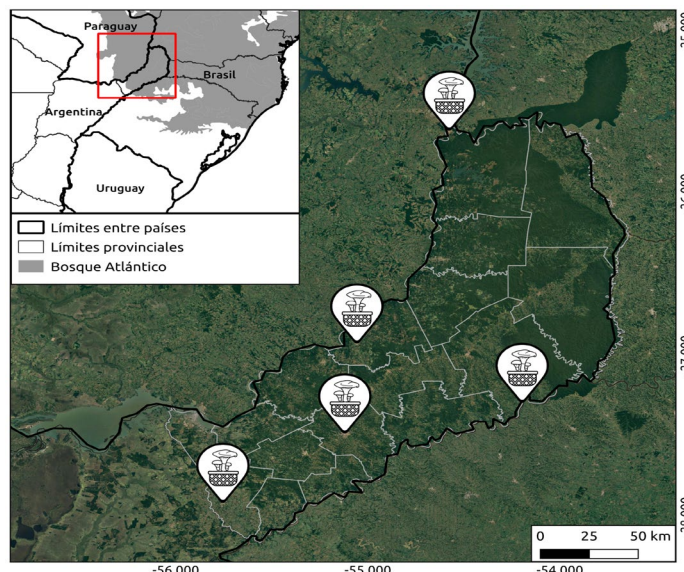 Paraguay
Brasil
Argentina
Uruguay
Límites entre países
Límites provinciales
Bosque Atlántico
0 25 50 km
-56.000 -55.000 -54.000